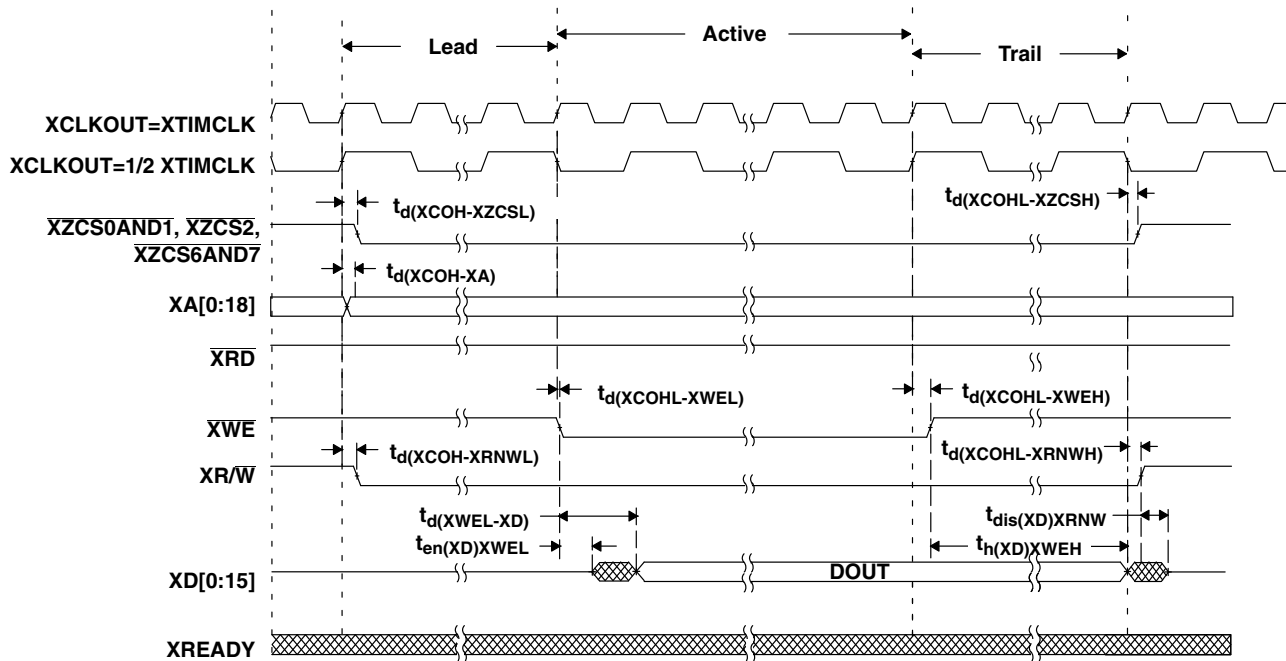 Lead
Active
Trail
XCLKOUT=XTIMCLK
XCLKOUT=1/2 XTIMCLK
td(XCOH-XZCSL)
td(XCOHL-XZCSH)
XZCS0AND1, XZCS2,
XZCS6AND7
td(XCOH-XA)
XA[0:18]
XRD
td(XCOHL-XWEL)
td(XCOHL-XWEH)
XWE
td(XCOH-XRNWL)
td(XCOHL-XRNWH)
XR/W
td(XWEL-XD)
tdis(XD)XRNW
ten(XD)XWEL
th(XD)XWEH
XD[0:15]
DOUT
XREADY